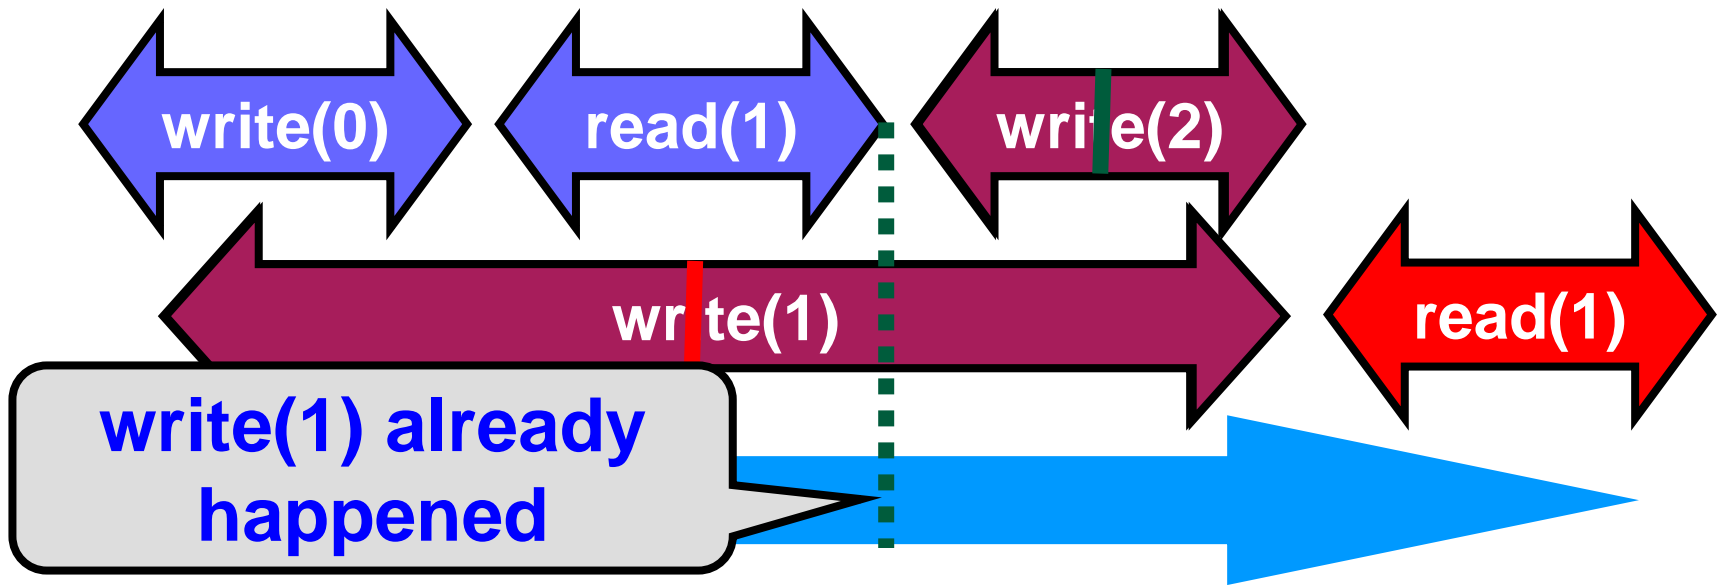 write(0) read(1) write(2)
write(1) read(1)
write(1) already
happened